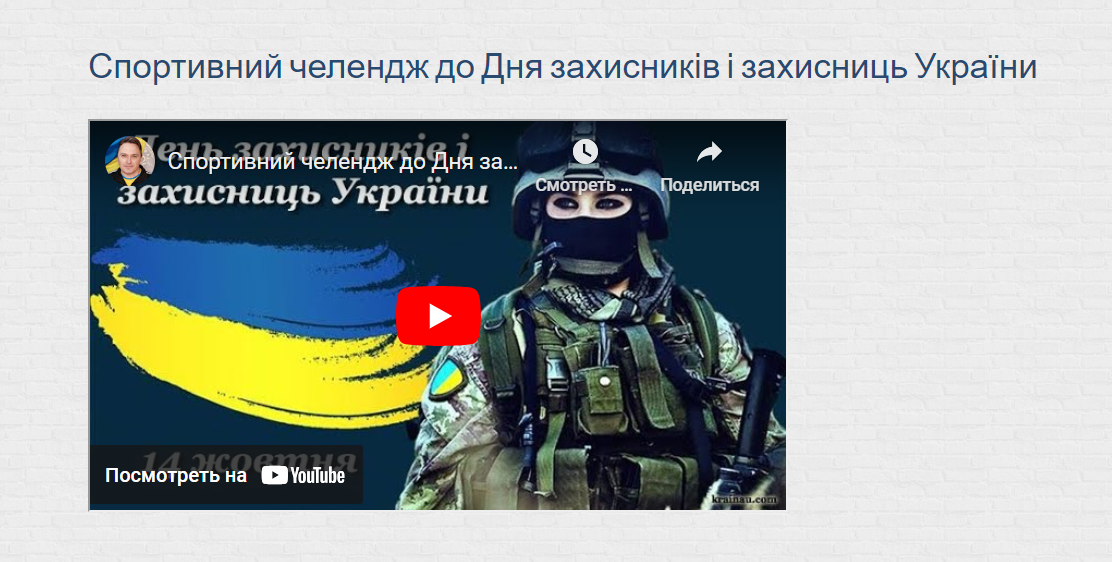 Спортивний челендж до Дня захисників і захисниць України
День захисників і
Спортивний челендж до Дня за...
захисниць України
Смотреть ...
Поделиться
14 жовтня
Посмотреть на YouTube
krainau.com